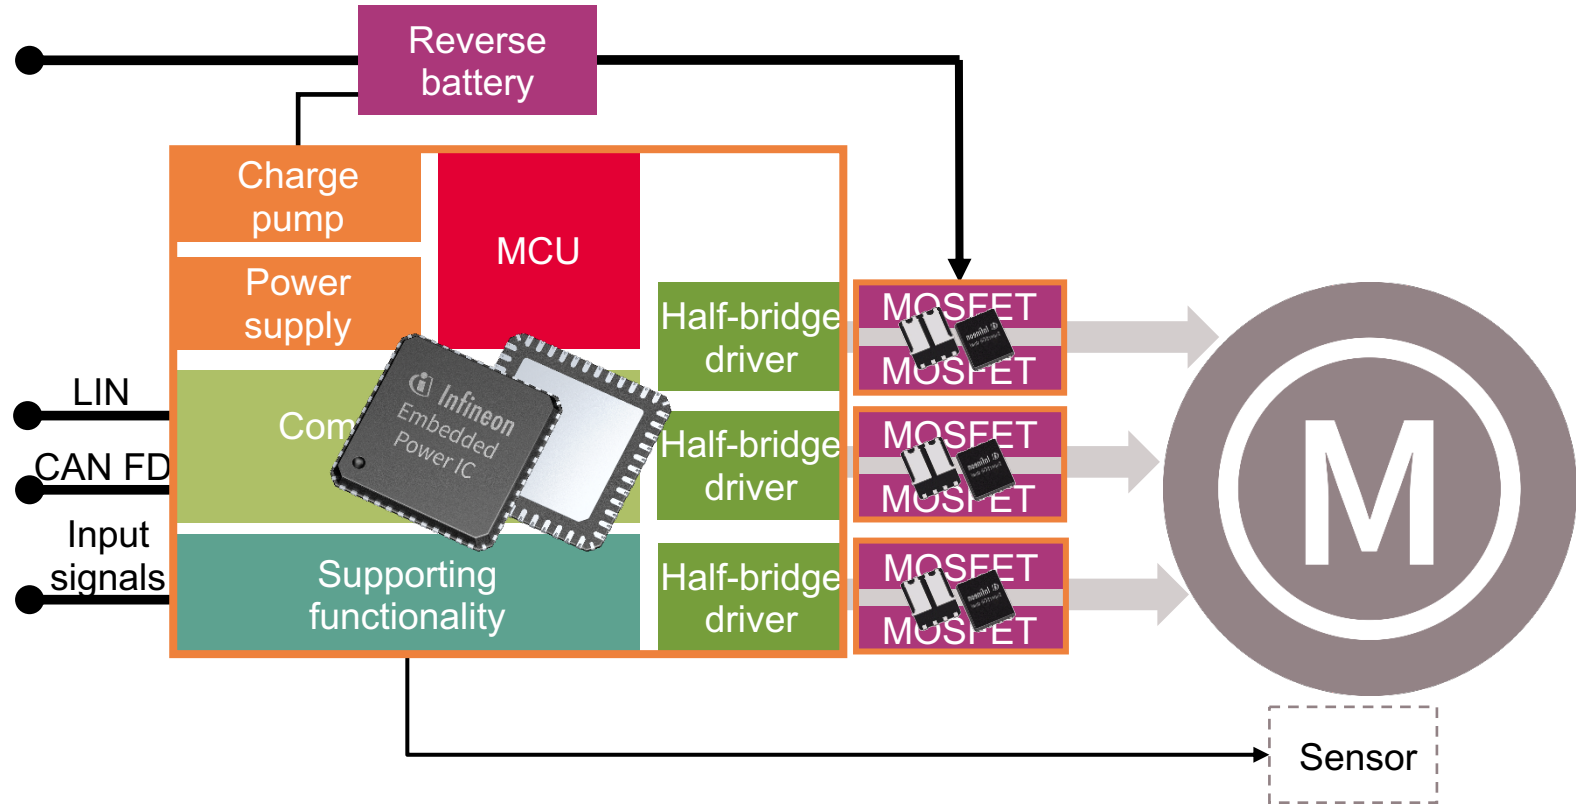 Reverse
battery
Charge
pump
MCU
Power
supply
Half-bridge
driver
MOSFET
MOSFET
LIN
Com
Infineon
Embedded
Power IC
Half-bridge
driver
MOSFET
MOSFET
CAN FD
Input
signals
Supporting
functionality
Half-bridge
driver
MOSFET
MOSFET
M
Sensor